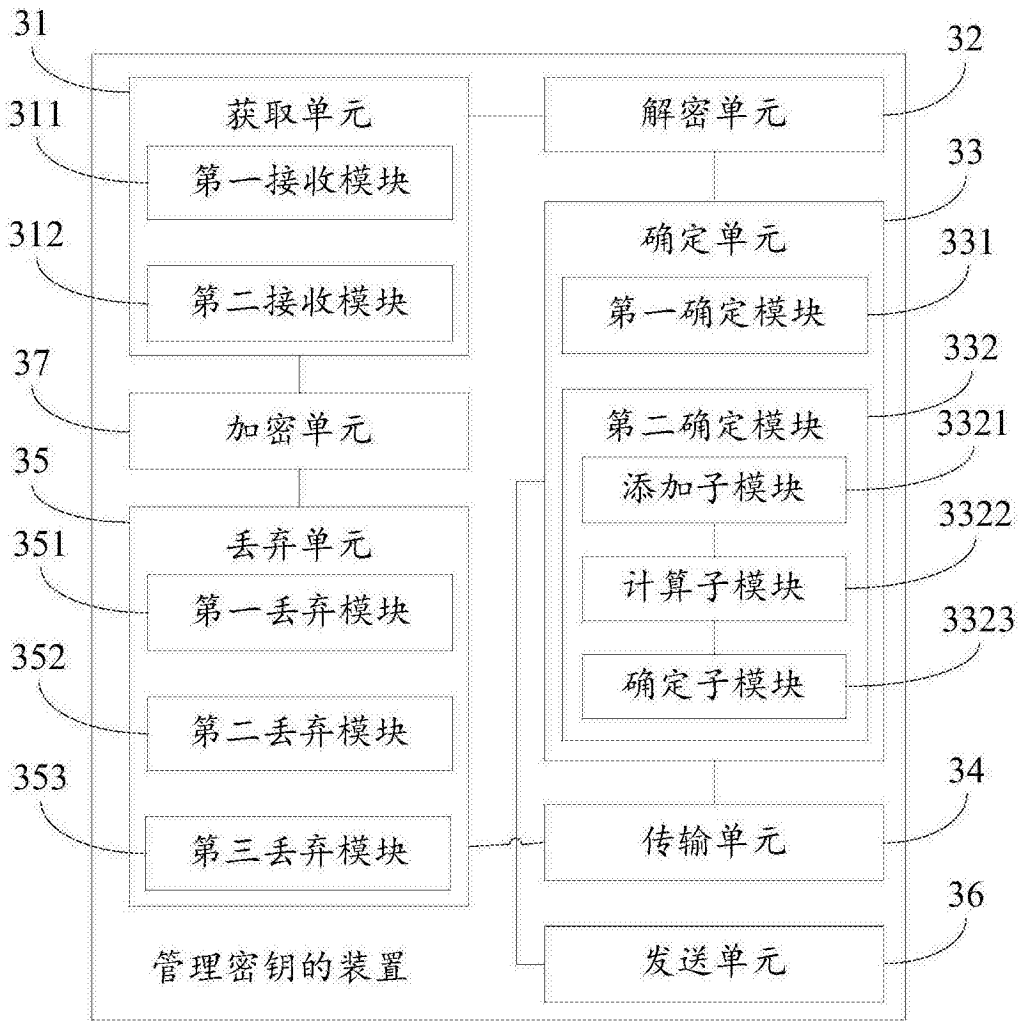 31
获取单元
311
第一接收模块
312
第二接收模块
37
加密单元
35
丢弃单元
351
第一丢弃模块
352
第二丢弃模块
353
第三丢弃模块
管理密钥的装置
32
解密单元
33
确定单元
331
第一确定模块
332
第二确定模块
3321
添加子模块
3322
计算子模块
3323
确定子模块
34
传输单元
36
发送单元